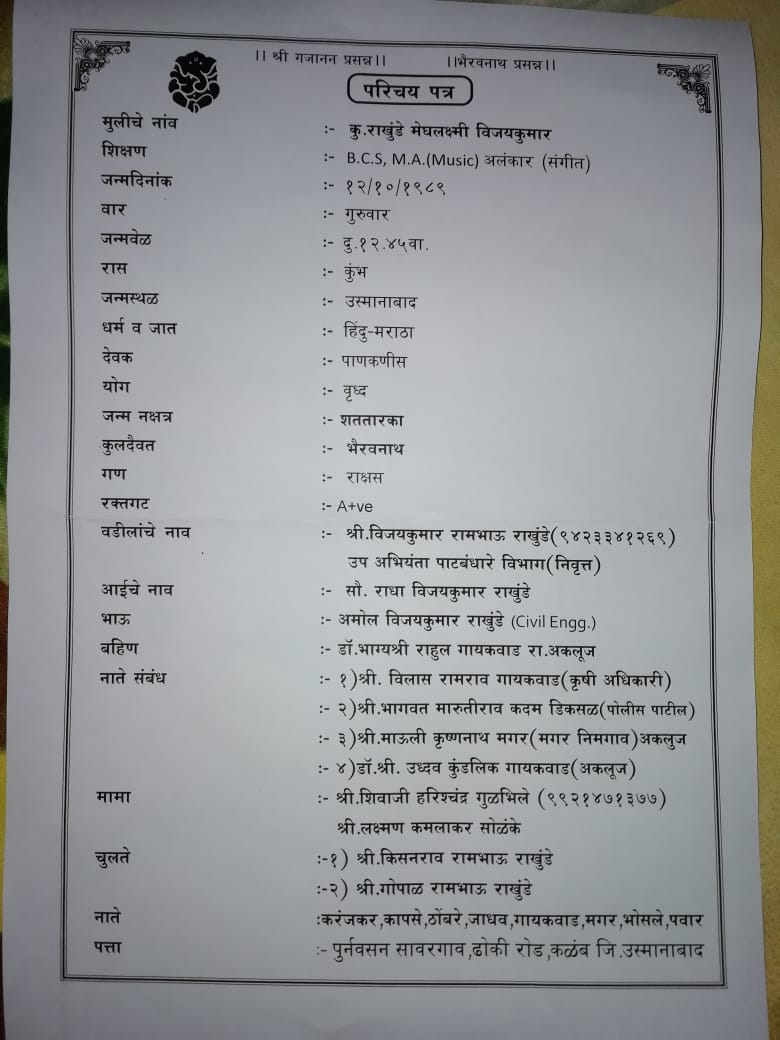 ।। श्री गजानन प्रसन्न।। ।।भैरवनाथ प्रसन्न।।
परिचय पत्र
मुलीचे नांव :- कु.राखुंडे मेघलक्ष्मी विजयकुमार
शिक्षण :- B.C.S, M.A.(Music) अलंकार (संगीत)
जन्मदिनांक :- १२/१०/१९८९
वार :- गुरुवार
जन्मवेळ :- दु.१२.४५वा.
रास :- कुंभ
जन्मस्थळ :- उस्मानाबाद
धर्म व जात :- हिंदु-मराठा
देवक :- पाणकणीस
योग :- वृध्द
जन्म नक्षत्र :- शततारका
कुलदैवत :- भैरवनाथ
गण :- राक्षस
रक्तगट :- A+ve
वडीलांचे नाव :- श्री.विजयकुमार रामभाऊ राखुंडे(९४२३३४१२६९)
उप अभियंता पाटबंधारे विभाग(निवृत्त)
आईचे नाव :- सौ. राधा विजयकुमार राखुंडे
भाऊ :- अमोल विजयकुमार राखुंडे (Civil Engg.)
बहिण :- डॉ.भाग्यश्री राहुल गायकवाड रा.अकलूज
नाते संबंध :- १)श्री. विलास रामराव गायकवाड(कृषी अधिकारी)
:- २)श्री.भागवत मारुतीराव कदम डिकसळ(पोलीस पाटील)
:- ३)श्री.माऊली कृष्णनाथ मगर(मगर निमगाव)अकलुज
:- ४)डॉ.श्री. उध्दव कुंडलिक गायकवाड(अकलूज)
मामा :- श्री.शिवाजी हरिश्चंद्र गुळभिले (९९२१४७१३७७)
श्री.लक्ष्मण कमलाकर सोळंके
चुलते :-१) श्री.किसनराव रामभाऊ राखुंडे
:-२) श्री.गोपाळ रामभाऊ राखुंडे
नाते :करंजकर,कापसे,ठोंबरे,जाधव,गायकवाड,मगर,भोसले,पवार
पत्ता :- पुर्नवसन सावरगाव,ढोकी रोड,कळंब जि.उस्मानाबाद